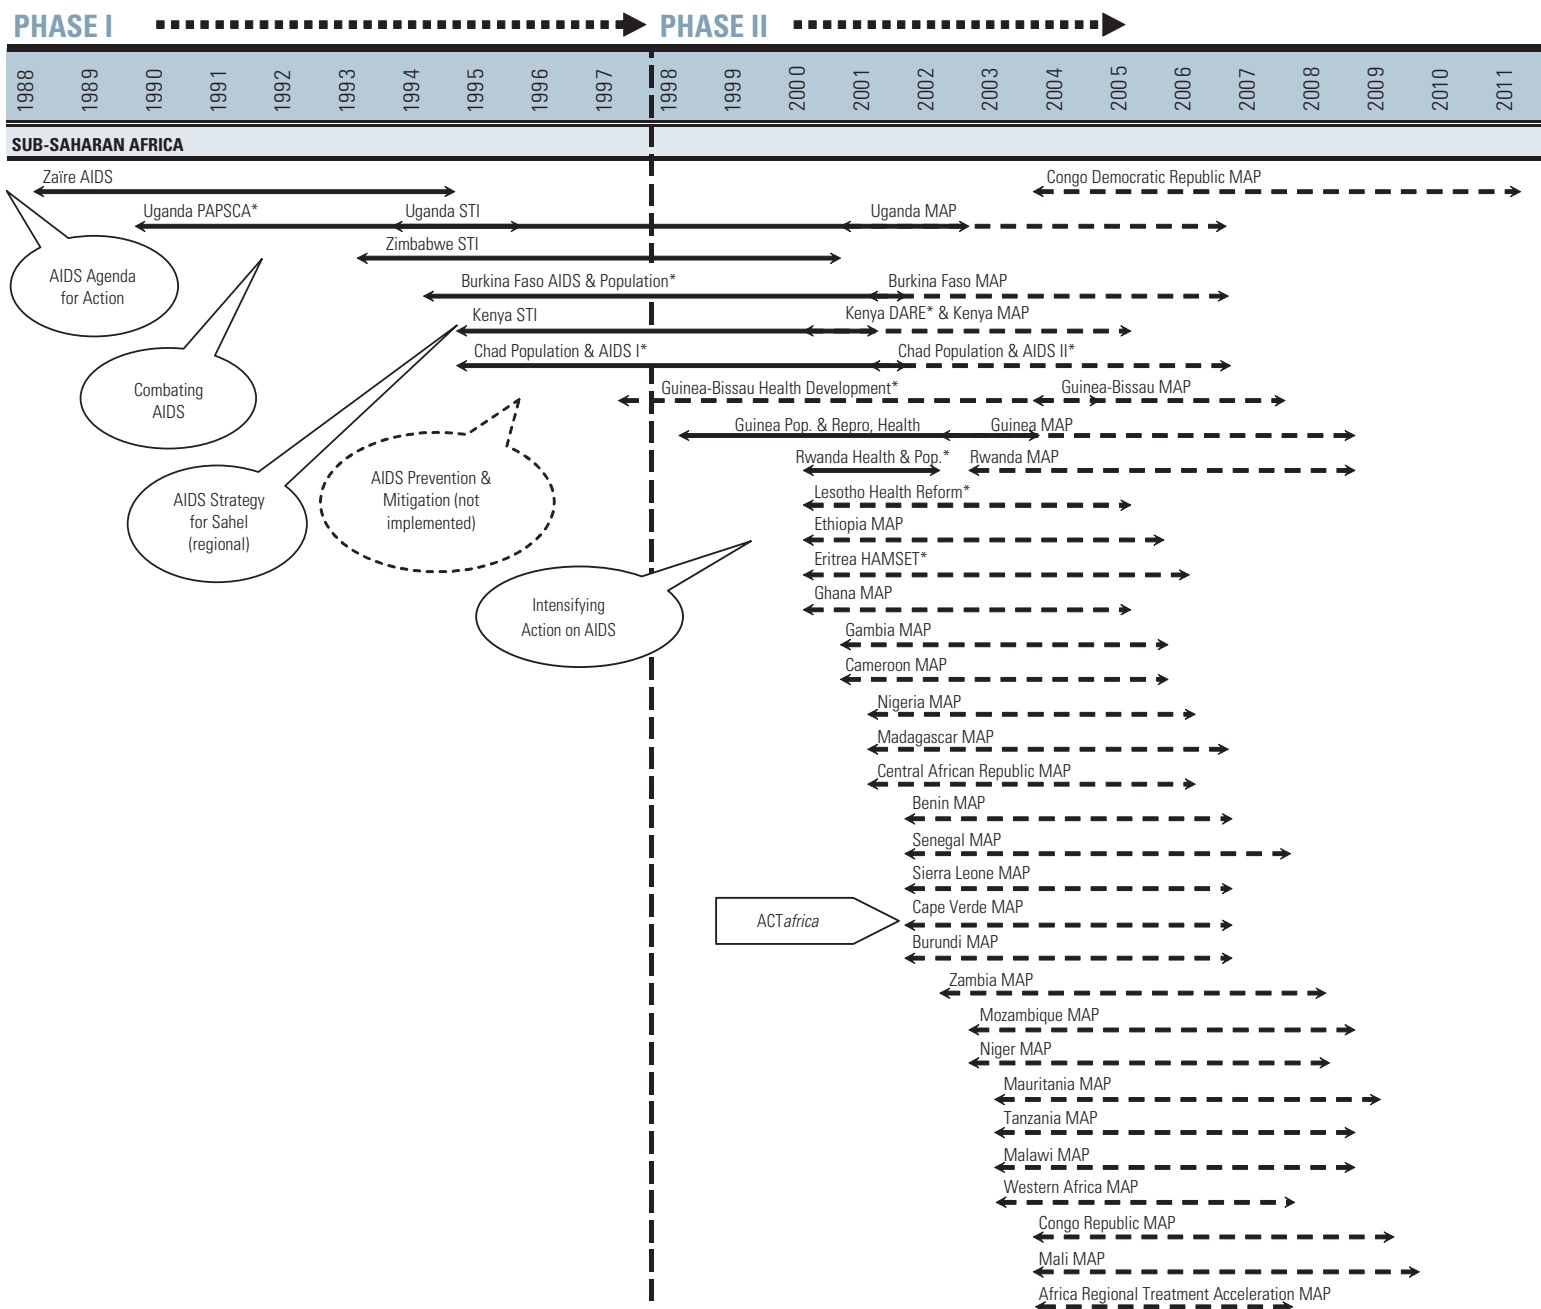 PHASE I
PHASE II
1988 1989 1990 1991 1992 1993 1994 1995 1996 1997 1998 1999 2000 2001 2002 2003 2004 2005 2006 2007 2008 2009 2010 2011
SUB-SAHARAN AFRICA
Zaïre AIDS
Congo Democratic Republic MAP
Uganda PAPSCA*
Uganda STI
Uganda MAP
Zimbabwe STI
AIDS Agenda
for Action
Burkina Faso AIDS & Population*
Burkina Faso MAP
Kenya STI
Kenya DARE* & Kenya MAP
Chad Population & AIDS I*
Chad Population & AIDS II*
Combating
AIDS
Guinea-Bissau Health Development*
Guinea-Bissau MAP
Guinea Pop. & Repro, Health
Guinea MAP
Rwanda Health & Pop.*
Rwanda MAP
AIDS Strategy
for Sahel
(regional)
AIDS Prevention &
Mitigation (not
implemented)
Lesotho Health Reform*
Ethiopia MAP
Eritrea HAMSET*
Ghana MAP
Intensifying
Action on AIDS
Gambia MAP
Cameroon MAP
Nigeria MAP
Madagascar MAP
Central African Republic MAP
Benin MAP
Senegal MAP
Sierra Leone MAP
ACTafrica
Cape Verde MAP
Burundi MAP
Zambia MAP
Mozambique MAP
Niger MAP
Mauritania MAP
Tanzania MAP
Malawi MAP
Western Africa MAP
Congo Republic MAP
Mali MAP
Africa Regional Treatment Acceleration MAP